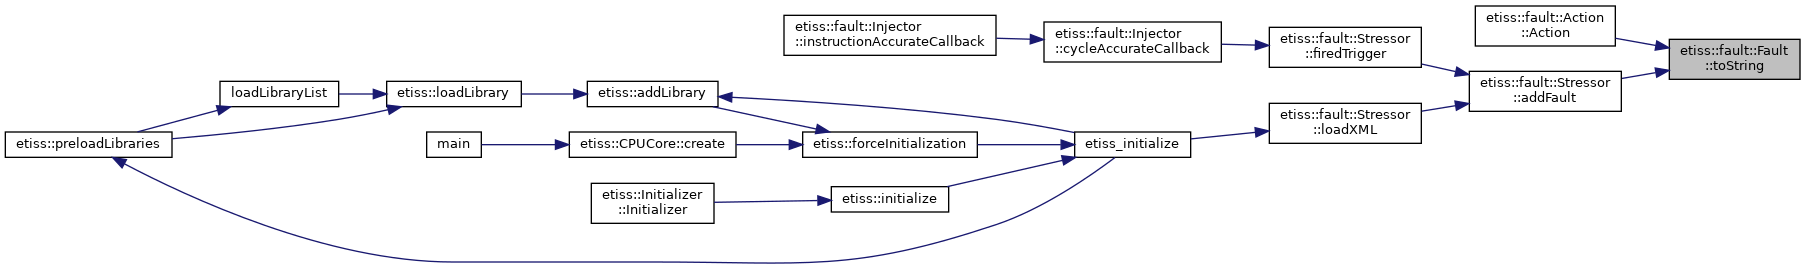 etiss::fault::Injector
::instructionAccurateCallback
etiss::fault::Injector
::cycleAccurateCallback
etiss::fault::Stressor
::firedTrigger
etiss::fault::Action
::Action
etiss::fault::Fault
::toString
loadLibraryList
etiss::loadLibrary
etiss::addLibrary
etiss::fault::Stressor
::addFault
etiss::fault::Stressor
::loadXML
etiss::preloadLibraries
main
etiss::CPUCore::create
etiss::forceInitialization
etiss_initialize
etiss::Initializer
::Initializer
etiss::initialize